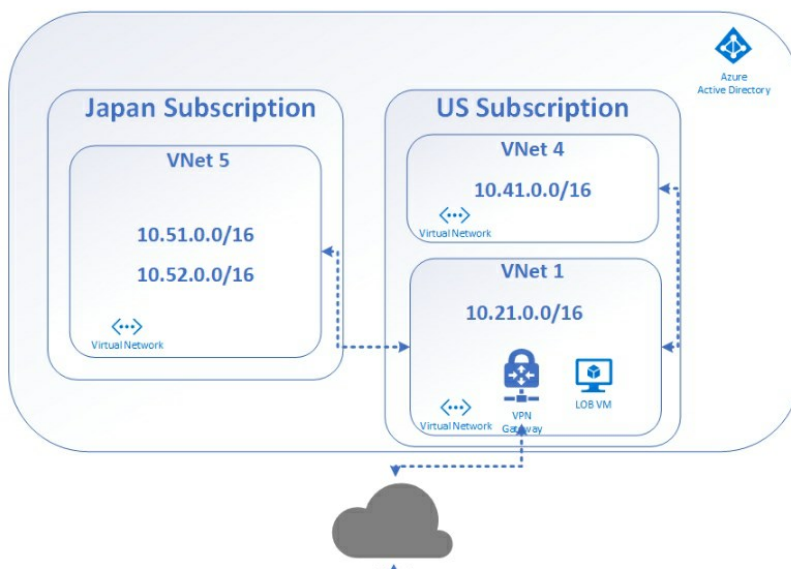 Azure
Active Directory
Japan Subscription
VNet 5
10.51.0.0/16
10.52.0.0/16
Virtual Network
US Subscription
VNet 4
10.41.0.0/16
Virtual Network
VNet 1
10.21.0.0/16
Virtual Network
VPN
Gateway
LOB VM